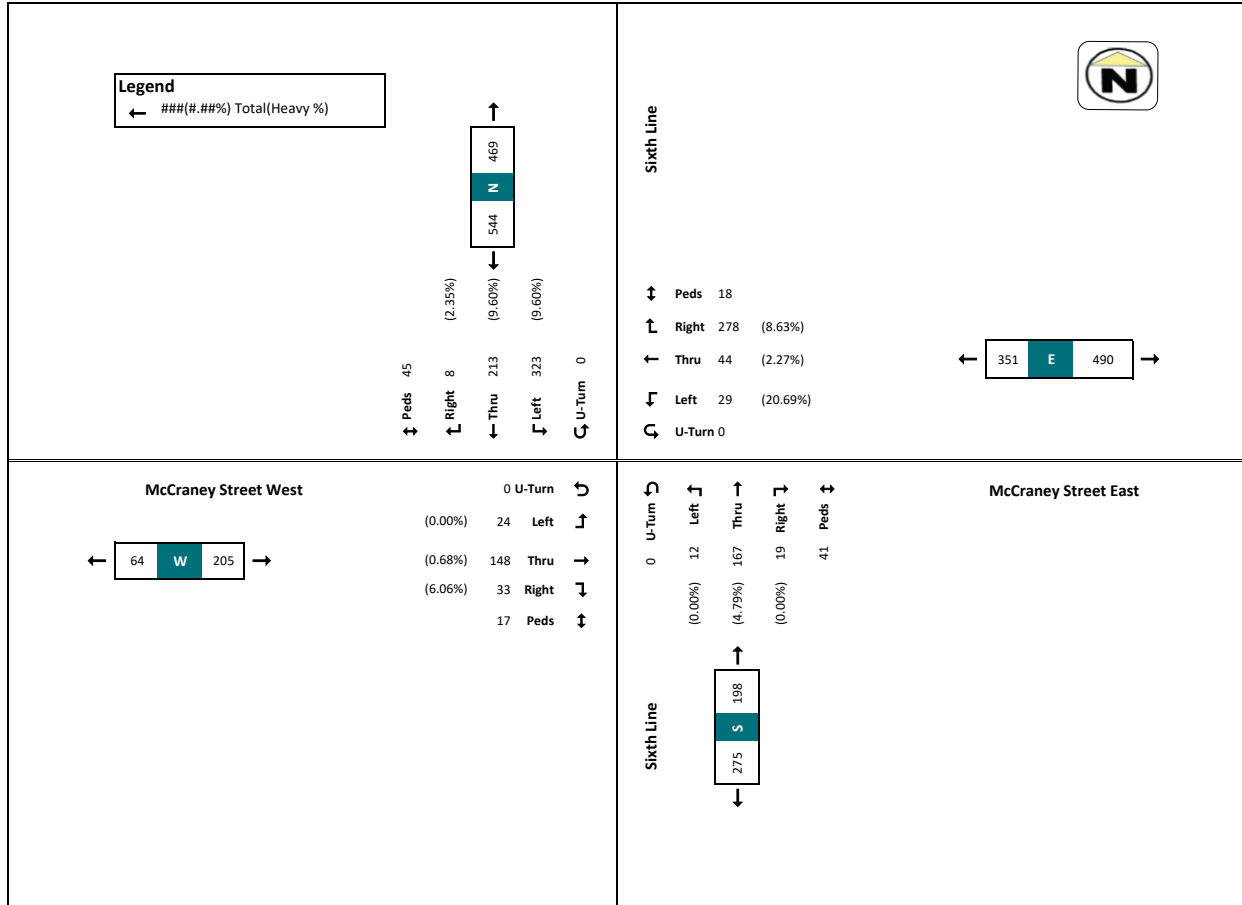 Legend
###(#.##%) Total(Heavy %)
469
N
544
(2.35%)
(9.60%)
(9.60%)
45
8
213
323
0
Peds
Right
Thru
Left
U-Turn
Sixth Line
N
Peds 18
Right 278 (8.63%)
Thru 44 (2.27%)
Left 29 (20.69%)
U-Turn 0
351 E 490
McCraney Street West
0 U-Turn
(0.00%) 24 Left
(0.68%) 148 Thru
(6.06%) 33 Right
17 Peds
64 W 205
U-Turn
Left
Thru
Right
Peds
0
12
167
19
41
(0.00%)
(4.79%)
(0.00%)
McCraney Street East
Sixth Line
198
S
275